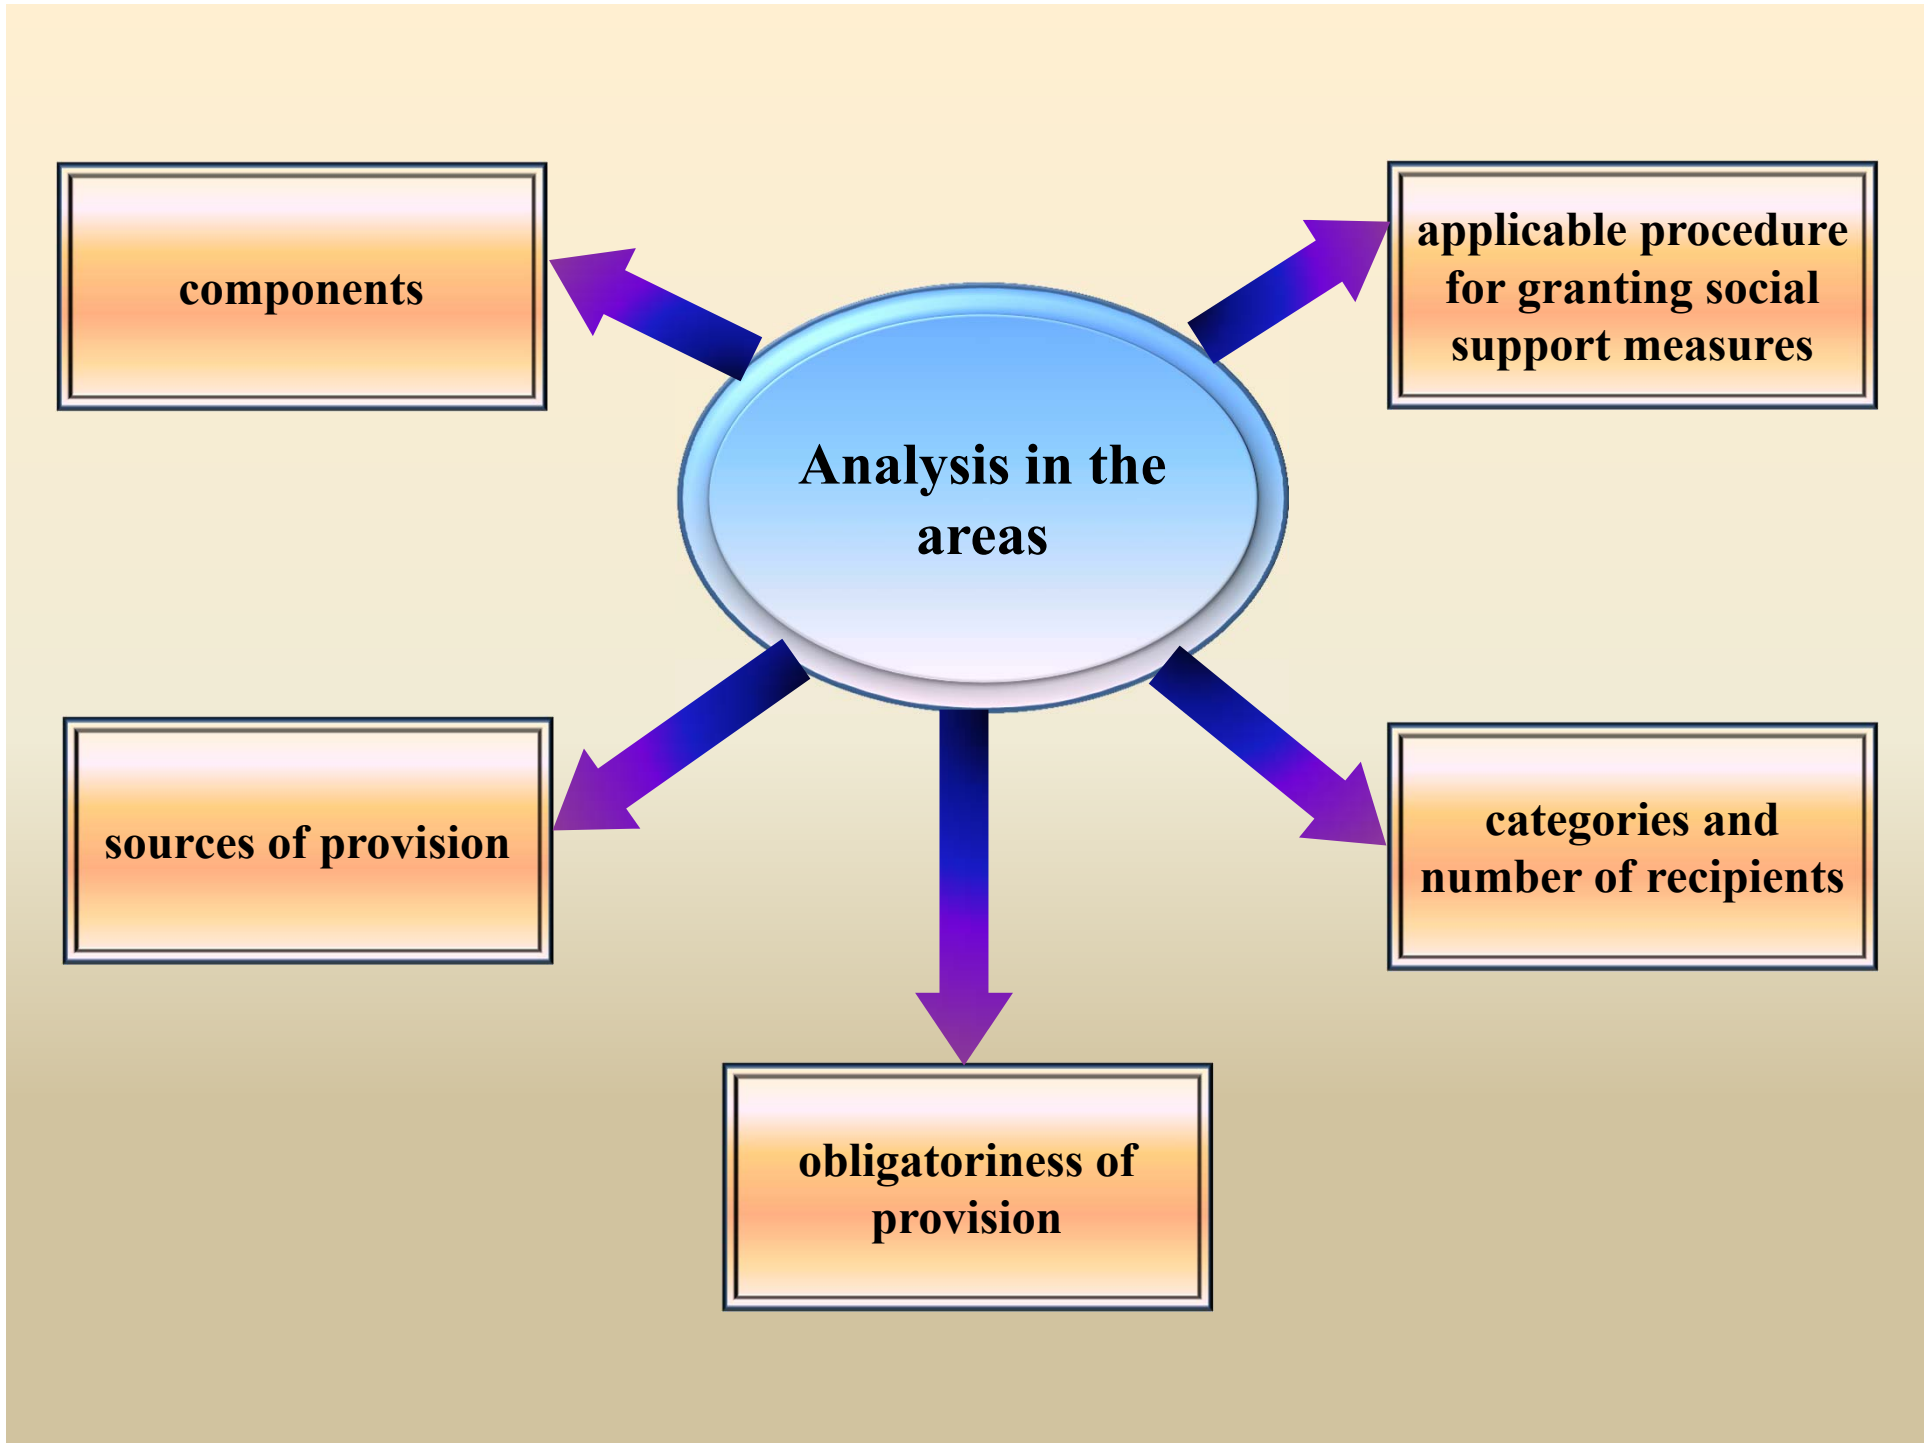 components
applicable procedure
for granting social
support measures
Analysis in the
areas
sources of provision
categories and
number of recipients
obligatoriness of
provision